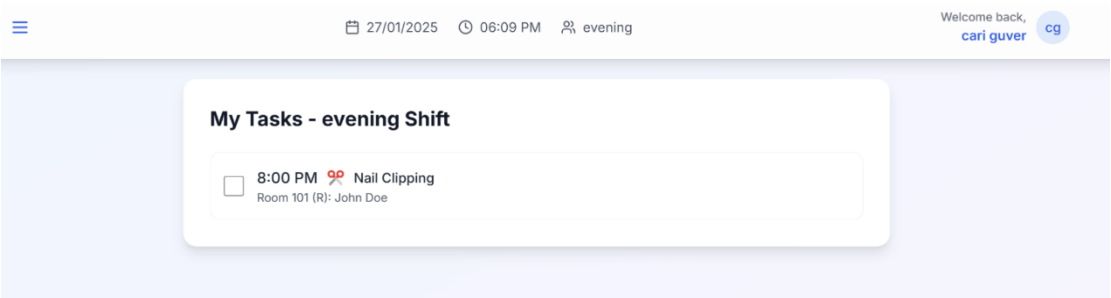 27/01/2025 06:09 PM evening
Welcome back,
cari guver
cg
My Tasks - evening Shift
8:00 PM Nail Clipping
Room 101 (R): John Doe